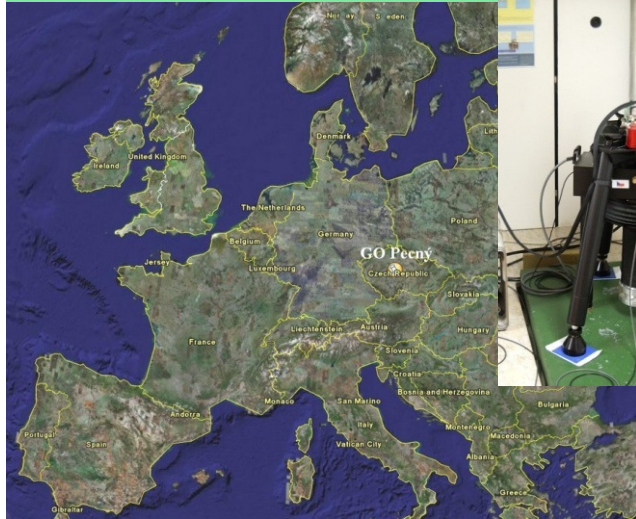 Norway
Sweden
Denmark
Lith
United Kingdom
Ireland
The Netherlands
Poland
Germany
Belgium
GO Pecný
Jersey
Luxembourg
Czech Republic
Slovakia
Liechtenstein
Austria
Hungary
France
Slovenia
Croatia
Monaco
San Marino
Bosnia and Herzegovina
Bulgaria
Andorra
Italy
Montenegro
Portugal
Spain
Vatican City
Macedonia
Albania
Greece
Gibraltar